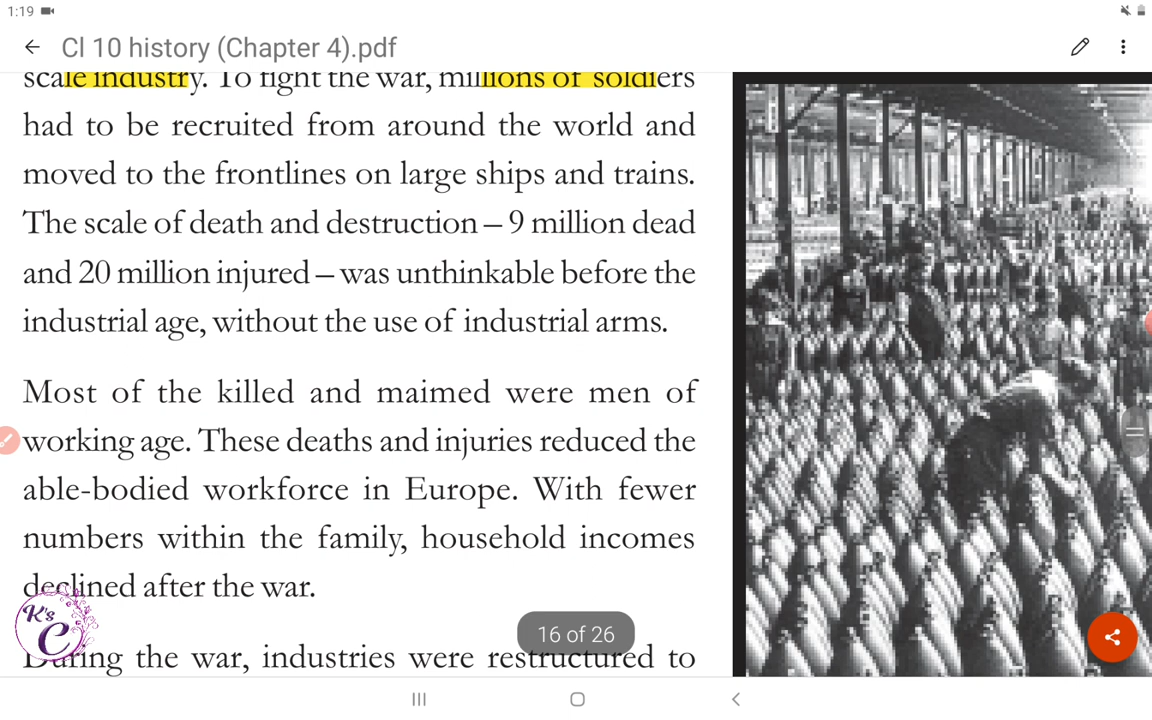 1:19
Cl 10 history (Chapter 4).pdf
scale industry. To fight the war, millions of soldiers
had to be recruited from around the world and
moved to the frontlines on large ships and trains.
The scale of death and destruction – 9 million dead
and 20 million injured – was unthinkable before the
industrial age, without the use of industrial arms.
Most of the killed and maimed were men of
working age. These deaths and injuries reduced the
able-bodied workforce in Europe. With fewer
numbers within the family, household incomes
declined after the war.
K's
C
16 of 26
During the war, industries were restructured to